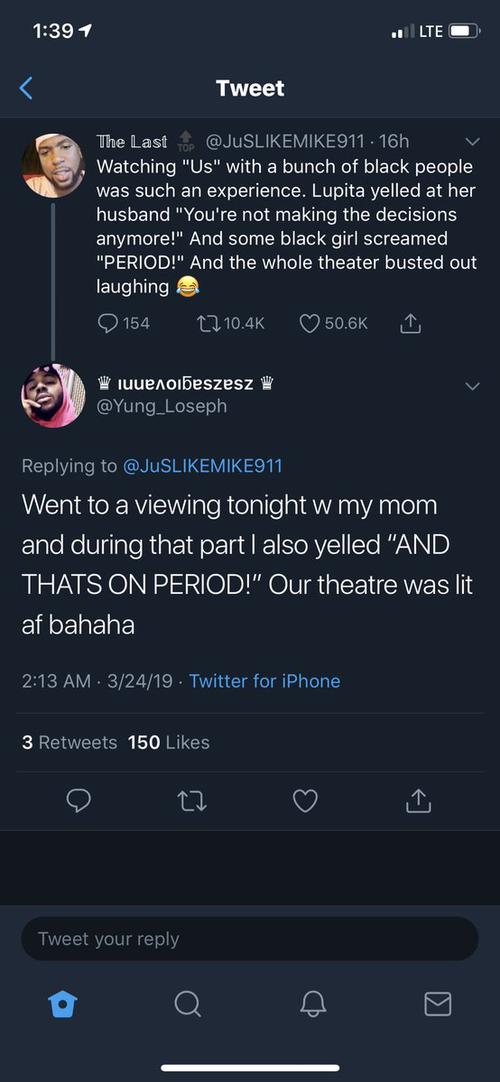 1:39 LTE
Tweet
𝕋𝕙𝕖 𝕃𝕒𝕤𝕥 🔝 @JuSLIKEMIKE911 · 16h
Watching "Us" with a bunch of black people
was such an experience. Lupita yelled at her
husband "You're not making the decisions
anymore!" And some black girl screamed
"PERIOD!" And the whole theater busted out
laughing 😂
154 10.4K 50.6K
@Yung_Loseph
Replying to @JuSLIKEMIKE911
Went to a viewing tonight w my mom
and during that part I also yelled “AND
THATS ON PERIOD!” Our theatre was lit
af bahaha
2:13 AM · 3/24/19 · Twitter for iPhone
3 Retweets 150 Likes
Tweet your reply